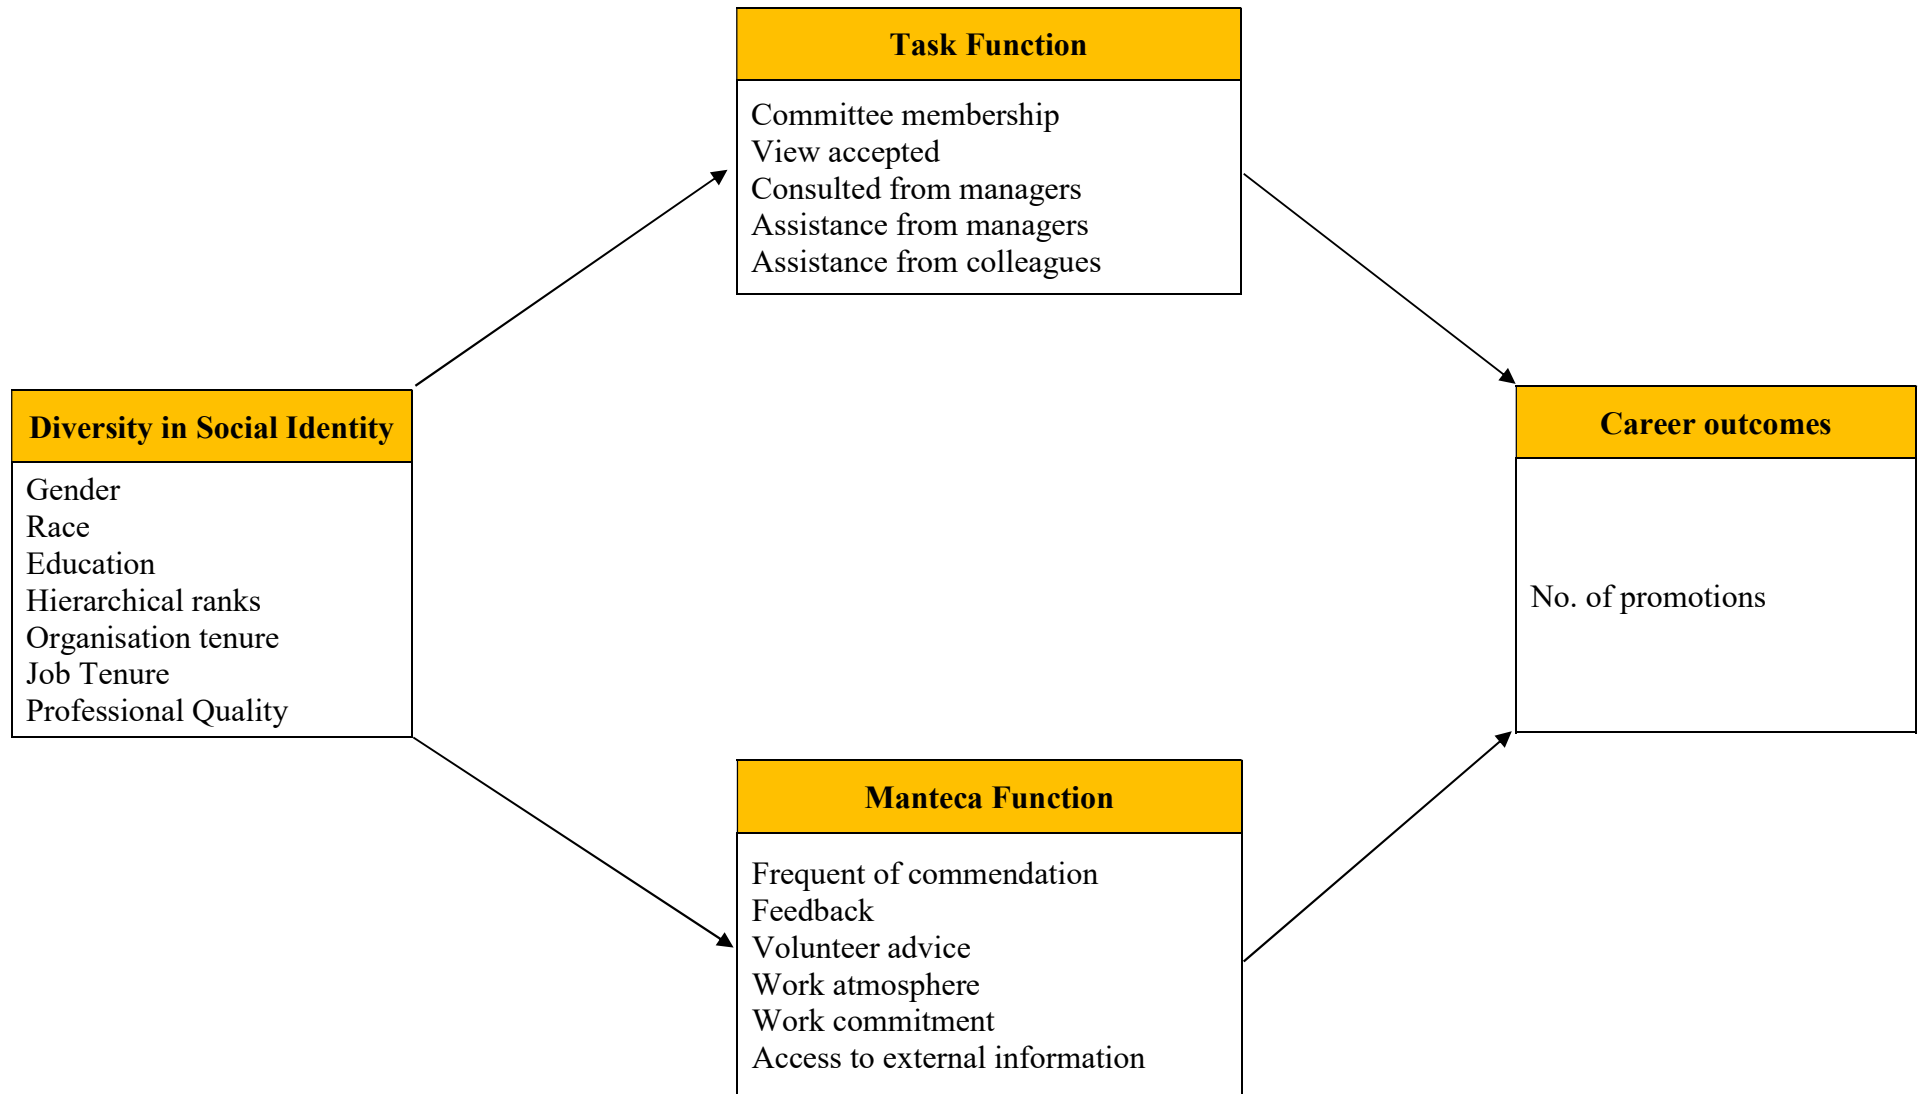 Task Function
Committee membership
View accepted
Consulted from managers
Assistance from managers
Assistance from colleagues
Diversity in Social Identity
Gender
Race
Education
Hierarchical ranks
Organisation tenure
Job Tenure
Professional Quality
Career outcomes
No. of promotions
Manteca Function
Frequent of commendation
Feedback
Volunteer advice
Work atmosphere
Work commitment
Access to external information